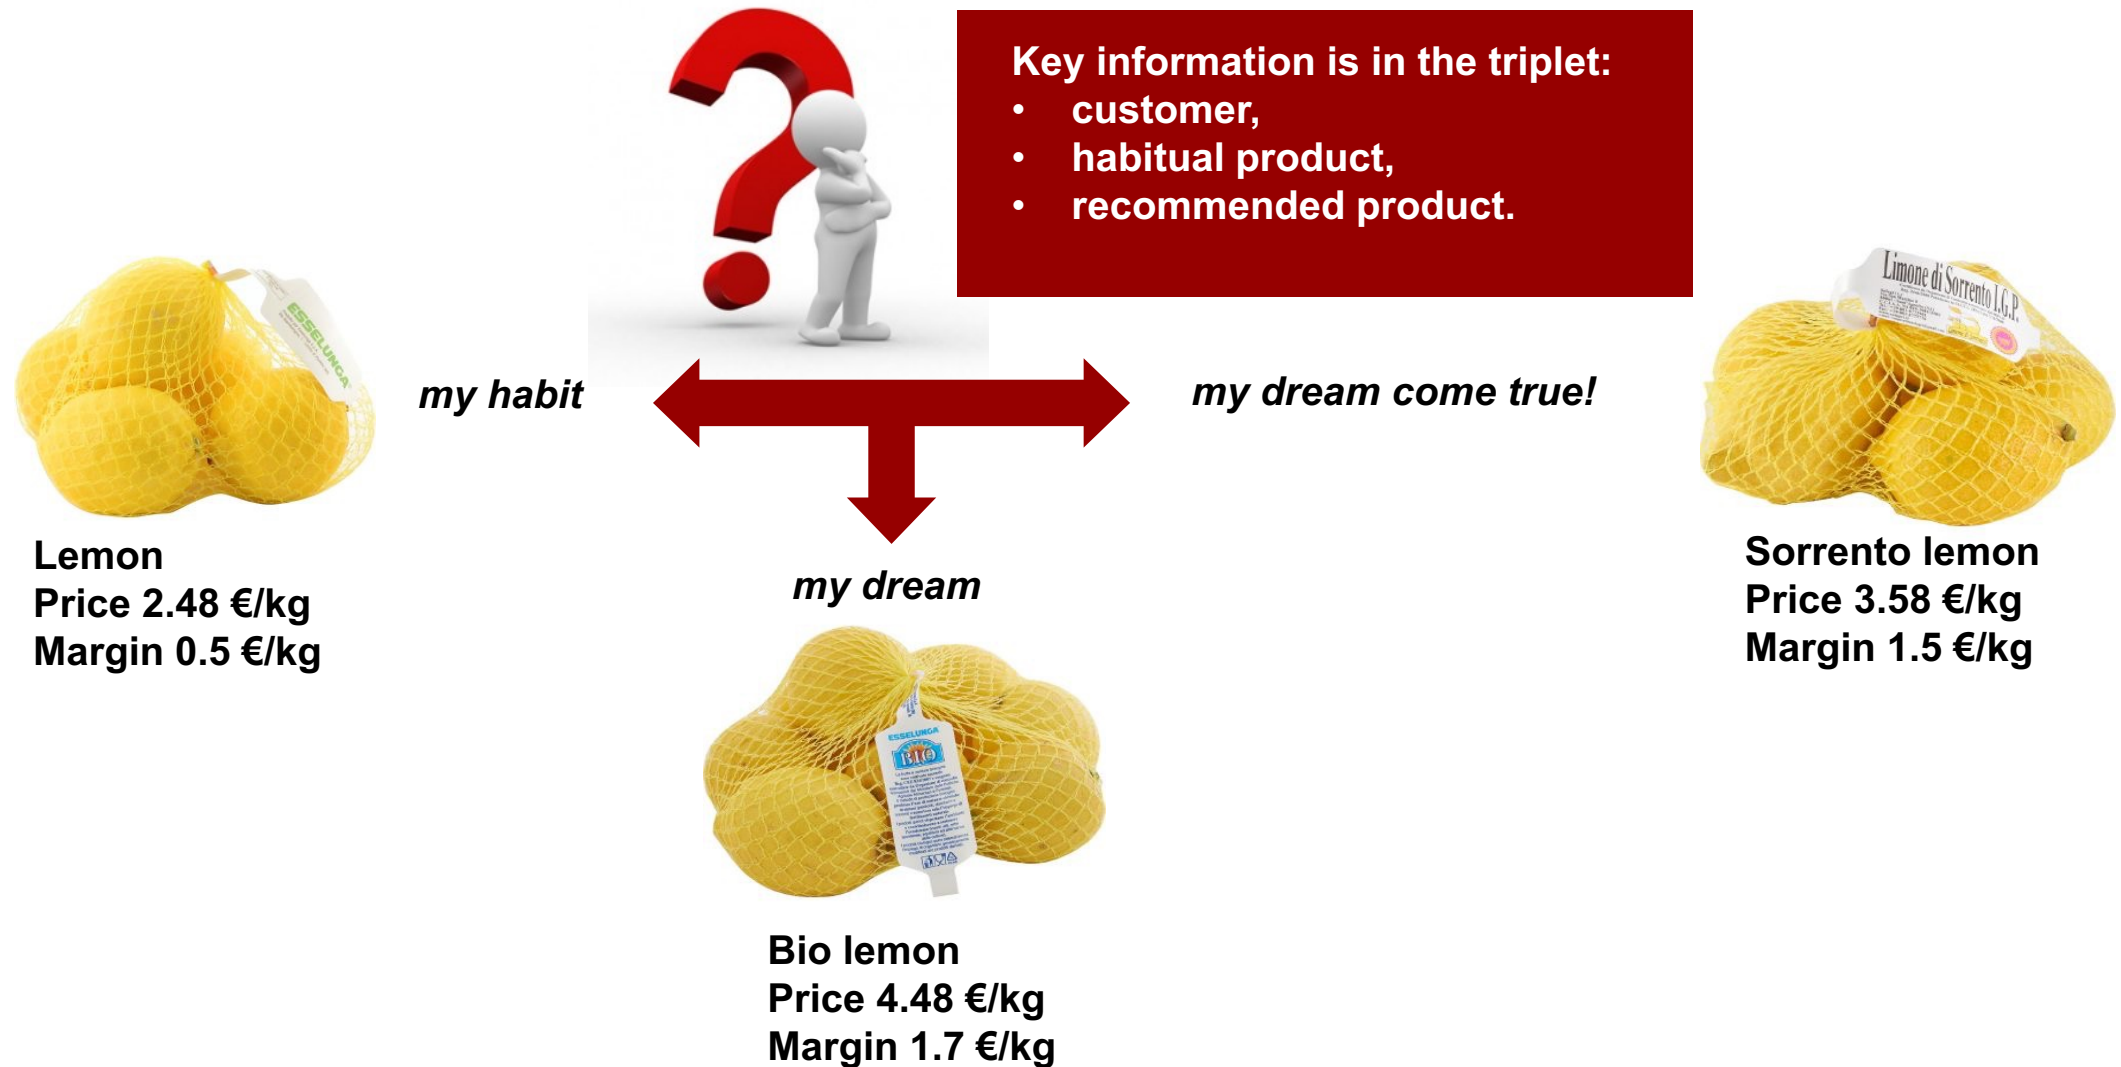 Key information is in the triplet:
• customer,
• habitual product,
• recommended product.
ESSELUNGA
Limone di Sorrento I.G.P.
my habit
my dream come true!
Lemon
Price 2.48 €/kg
Margin 0.5 €/kg
my dream
Sorrento lemon
Price 3.58 €/kg
Margin 1.5 €/kg
ESSELUNGA
BIO
Bio lemon
Price 4.48 €/kg
Margin 1.7 €/kg